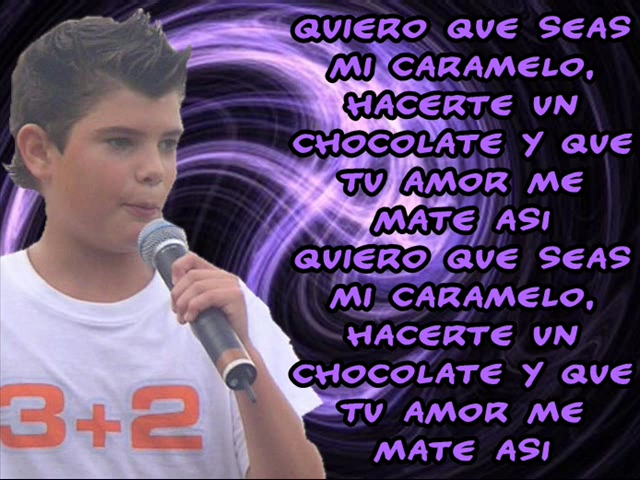 QUIERO QUE SEAS
MI CARAMELO,
HACERTE UN
CHOCOLATE Y QUE
TU AMOR ME
MATE ASI
QUIERO QUE SEAS
MI CARAMELO,
HACERTE UN
CHOCOLATE Y QUE
TU AMOR ME
MATE ASI
3+2